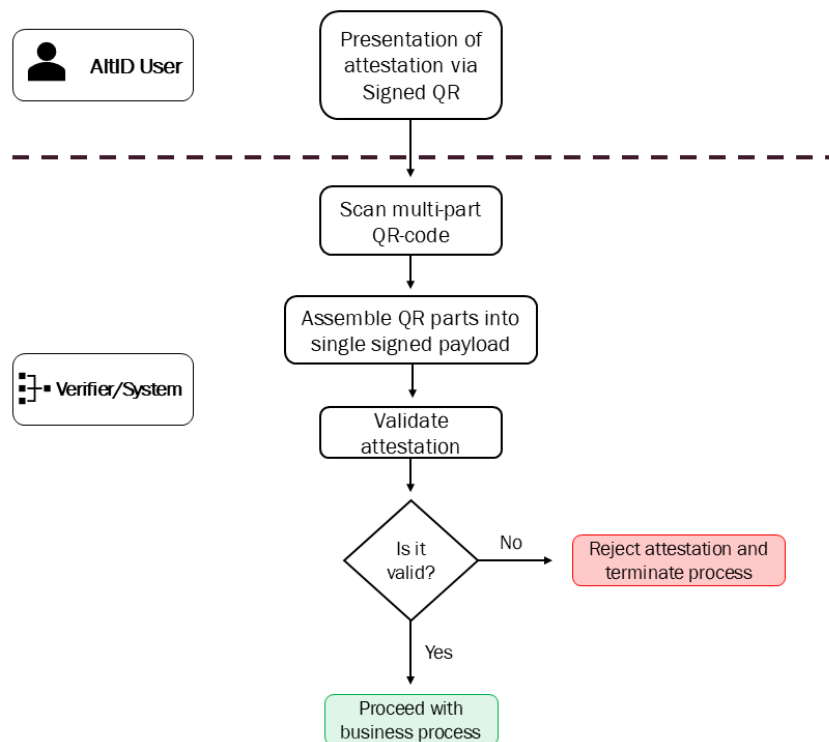 AltID User
Presentation of
attestation via
Signed QR
Scan multi-part
QR-code
Assemble QR parts into
single signed payload
Verifier/System
Validate
attestation
Is it
valid?
No
Reject attestation and
terminate process
Yes
Proceed with
business process